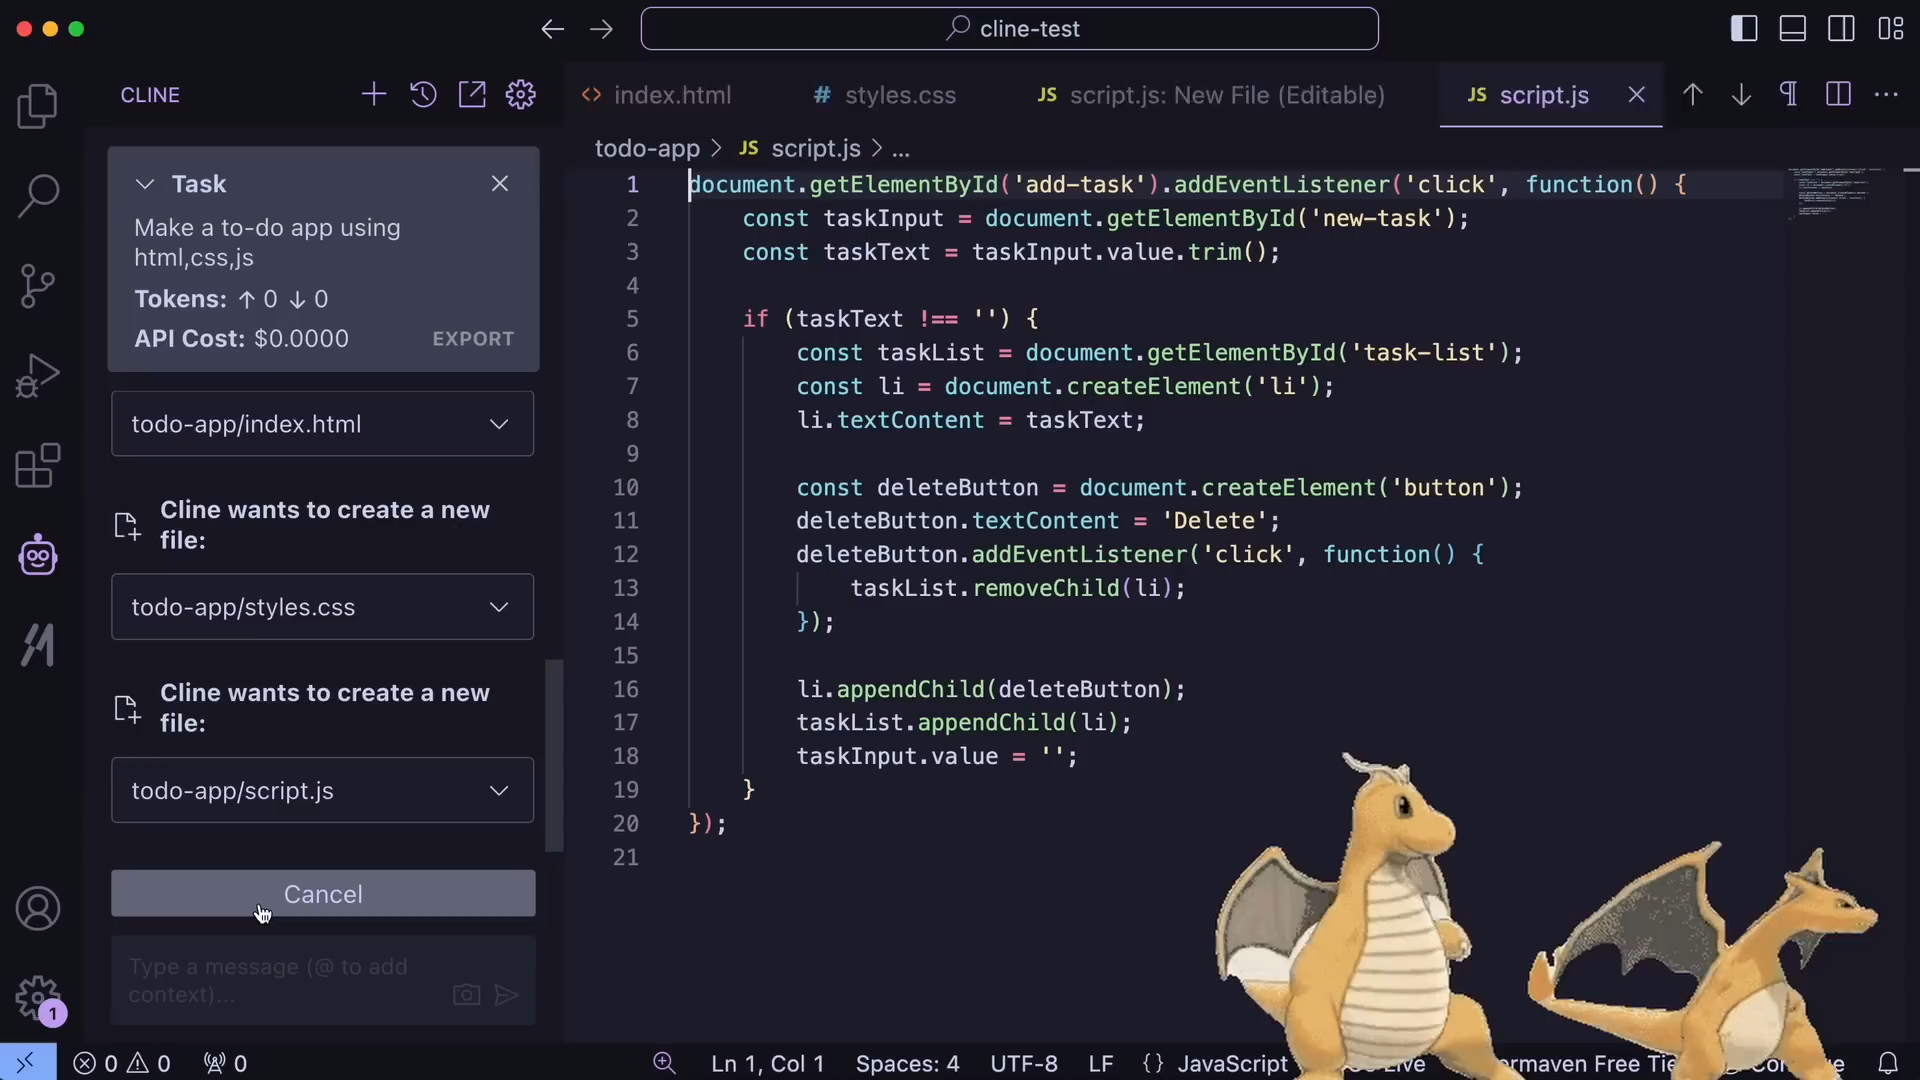 cline-test
CLINE
index.html
# styles.css
JS script.js: New File (Editable)
JS script.js
todo-app > JS script.js > ...
Task
Make a to-do app using
html,css,js
Tokens: ↑ 0 ↓ 0
API Cost: $0.0000
EXPORT
todo-app/index.html
Cline wants to create a new
file:
todo-app/styles.css
Cline wants to create a new
file:
todo-app/script.js
Cancel
Type a message (@ to add
context)...
1
1 document.getElementById('add-task').addEventListener('click', function() {
2 const taskInput = document.getElementById('new-task');
3 const taskText = taskInput.value.trim();
4
5 if (taskText !== '') {
6 const taskList = document.getElementById('task-list');
7 const li = document.createElement('li');
8 li.textContent = taskText;
9
10 const deleteButton = document.createElement('button');
11 deleteButton.textContent = 'Delete';
12 deleteButton.addEventListener('click', function() {
13 taskList.removeChild(li);
14 });
15
16 li.appendChild(deleteButton);
17 taskList.appendChild(li);
18 taskInput.value = '';
19 }
20 });
21
0 0 0 Ln 1, Col 1 Spaces: 4 UTF-8 LF {} JavaScript Live Free